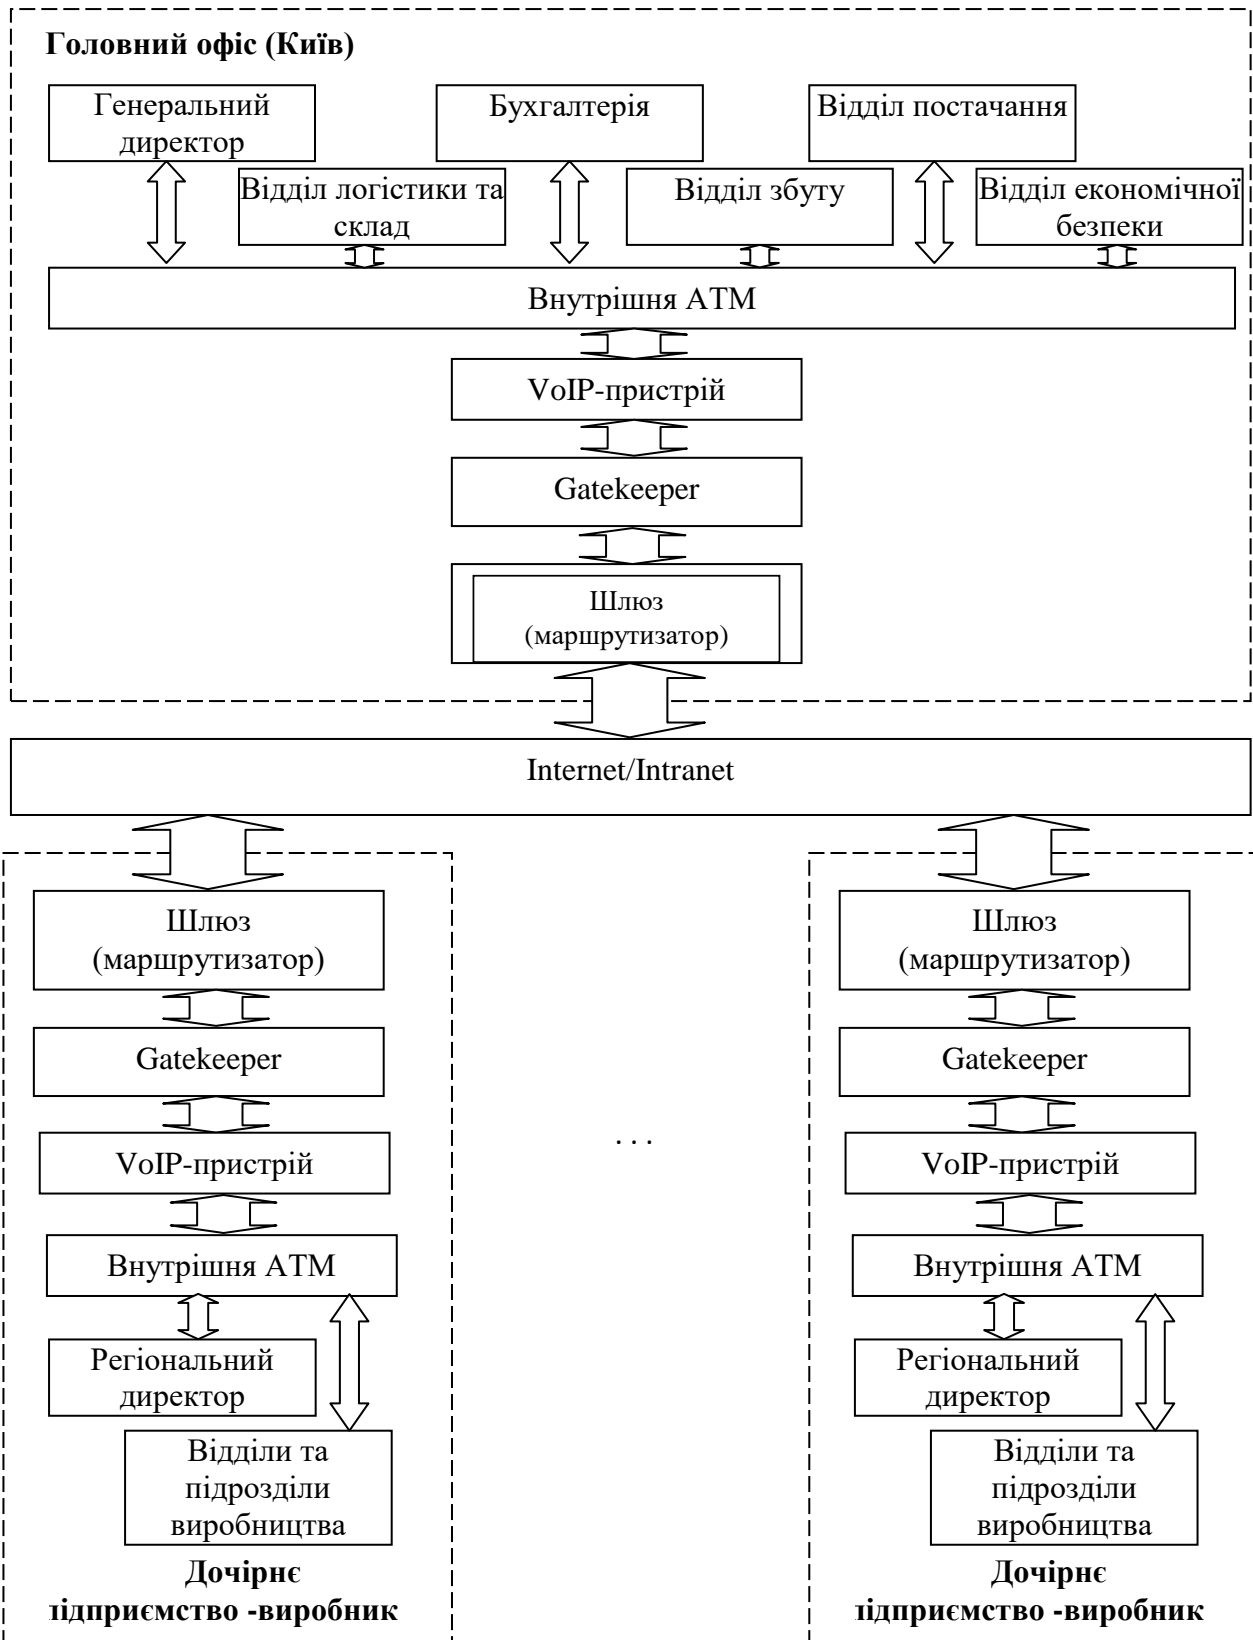 Головний офіс (Київ)
Генеральний
директор
Бухгалтерія
Відділ постачання
Відділ логістики та
склад
Відділ збуту
Відділ економічної
безпеки
Внутрішня АТМ
VoIP-пристрій
Gatekeeper
Шлюз
(маршрутизатор)
Internet/Intranet
Шлюз
(маршрутизатор)
Gatekeeper
VoIP-пристрій
Внутрішня АТМ
Регіональний
директор
Відділи та
підрозділи
виробництва
Дочірнє
підприємство -виробник
. . .
Шлюз
(маршрутизатор)
Gatekeeper
VoIP-пристрій
Внутрішня АТМ
Регіональний
директор
Відділи та
підрозділи
виробництва
Дочірнє
підприємство -виробник